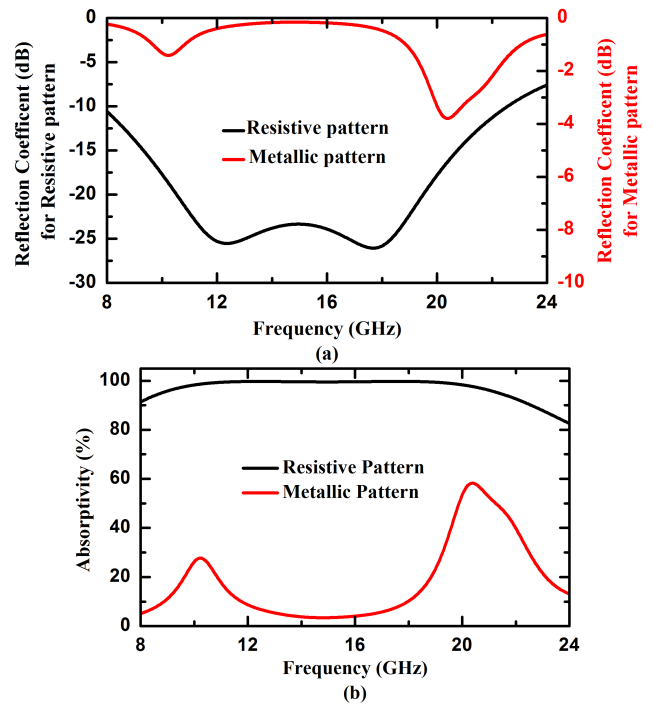 Reflection Coefficent (dB)
for Resistive pattern
0
-5
-10
-15
-20
-25
-30
Resistive pattern
Metallic pattern
0
-2
-4
-6
-8
-10
Reflection Coefficent (dB)
for Metallic pattern
8 12 16 20 24
Frequency (GHz)
(a)
Absorptivity (%)
100
80
60
40
20
0
Resistive Pattern
Metallic Pattern
8 12 16 20 24
Frequency (GHz)
(b)